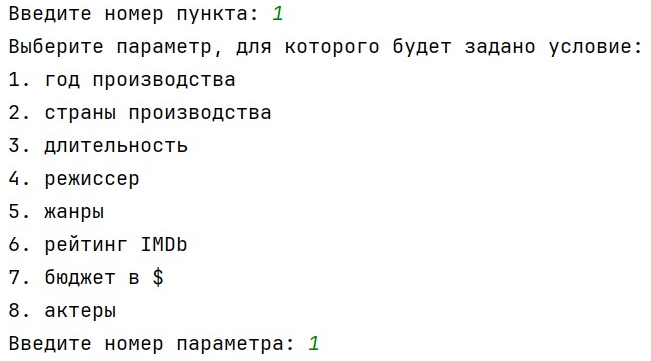 Введите номер пункта: 1
Выберите параметр, для которого будет задано условие:
1. год производства
2. страны производства
3. длительность
4. режиссер
5. жанры
6. рейтинг IMDb
7. бюджет в $
8. актеры
Введите номер параметра: 1